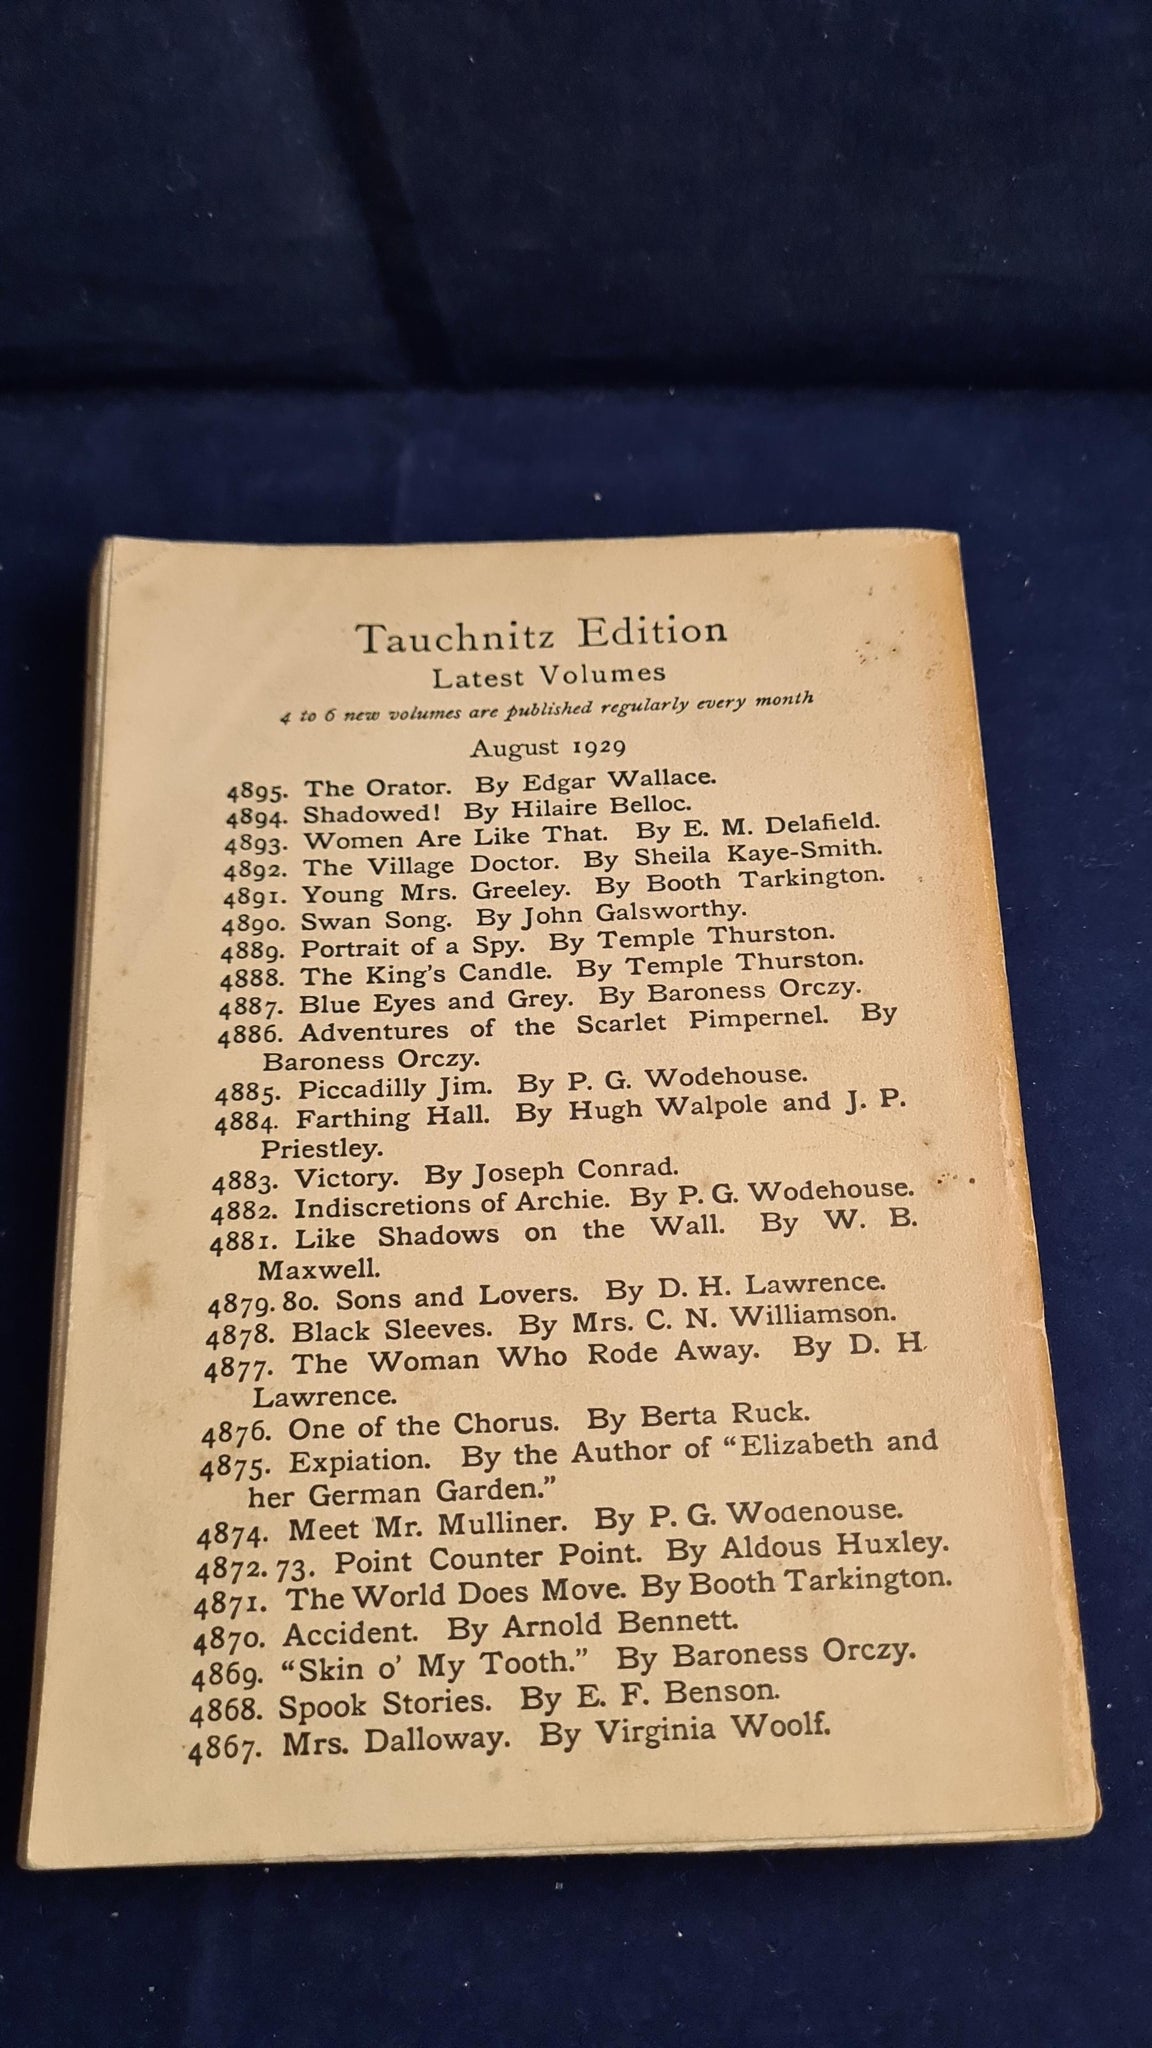 Tauchnitz Edition
Latest Volumes
4 to 6 new volumes are published regularly every month
August 1929
4895. The Orator. By Edgar Wallace.
4894. Shadowed! By Hilaire Belloc.
4893. Women Are Like That. By E. M. Delafield.
4892. The Village Doctor. By Sheila Kaye-Smith.
4891. Young Mrs. Greeley. By Booth Tarkington.
4890. Swan Song. By John Galsworthy.
4889. Portrait of a Spy. By Temple Thurston.
4888. The King's Candle. By Temple Thurston.
4887. Blue Eyes and Grey. By Baroness Orczy.
4886. Adventures of the Scarlet Pimpernel. By
Baroness Orczy.
4885. Piccadilly Jim. By P. G. Wodehouse.
4884. Farthing Hall. By Hugh Walpole and J. P.
Priestley.
4883. Victory. By Joseph Conrad.
4882. Indiscretions of Archie. By P. G. Wodehouse.
4881. Like Shadows on the Wall. By W. B.
Maxwell.
4879. 80. Sons and Lovers. By D. H. Lawrence.
4878. Black Sleeves. By Mrs. C. N. Williamson.
4877. The Woman Who Rode Away. By D. H.
Lawrence.
4876. One of the Chorus. By Berta Ruck.
4875. Expiation. By the Author of “Elizabeth and
her German Garden.”
4874. Meet Mr. Mulliner. By P. G. Wodehouse.
4872. 73. Point Counter Point. By Aldous Huxley.
4871. The World Does Move. By Booth Tarkington.
4870. Accident. By Arnold Bennett.
4869. “Skin o' My Tooth.” By Baroness Orczy.
4868. Spook Stories. By E. F. Benson.
4867. Mrs. Dalloway. By Virginia Woolf.